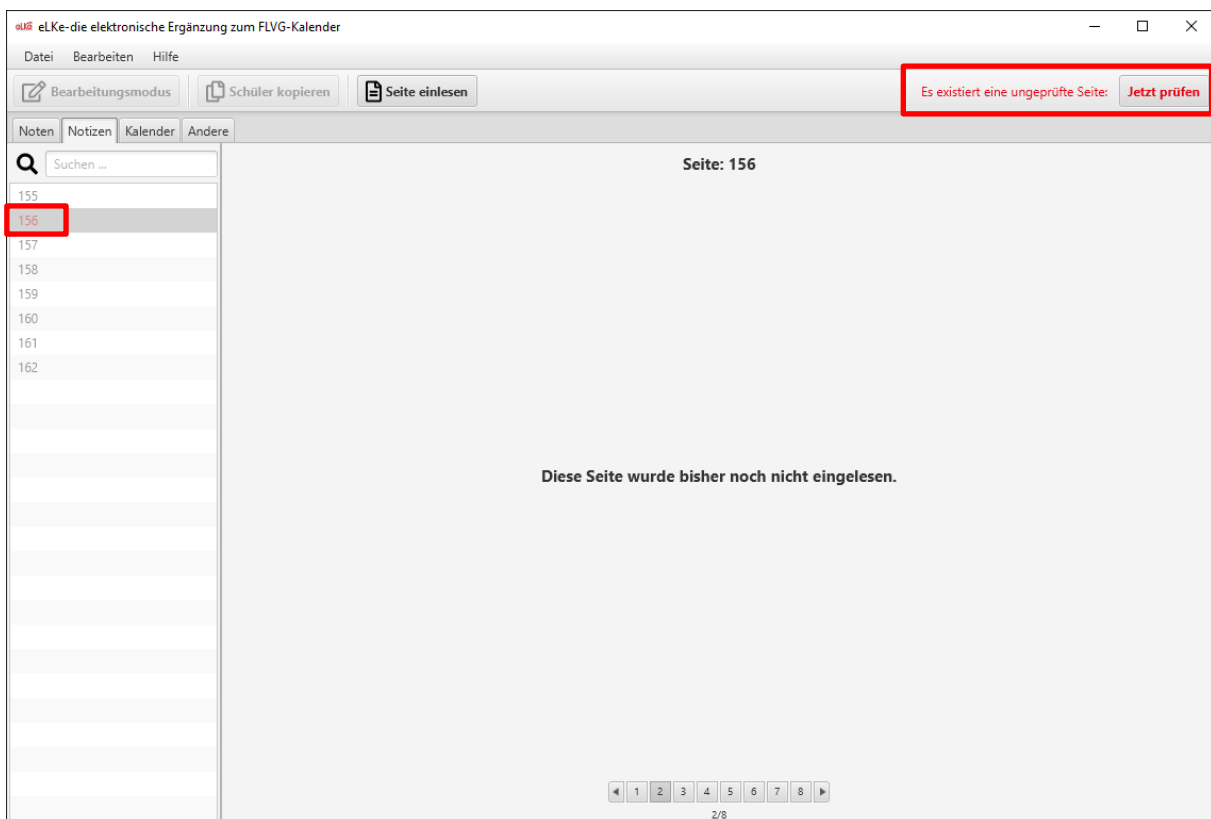 eLKe eLKe-die elektronische Ergänzung zum FLVG-Kalender
Datei Bearbeiten Hilfe
Bearbeitungsmodus Schüler kopieren Seite einlesen Es existiert eine ungeprüfte Seite: Jetzt prüfen
Noten Notizen Kalender Andere
Suchen ... Seite: 156
155
156
157
158
159
160
161
162
Diese Seite wurde bisher noch nicht eingelesen.
1 2 3 4 5 6 7 8
2/8